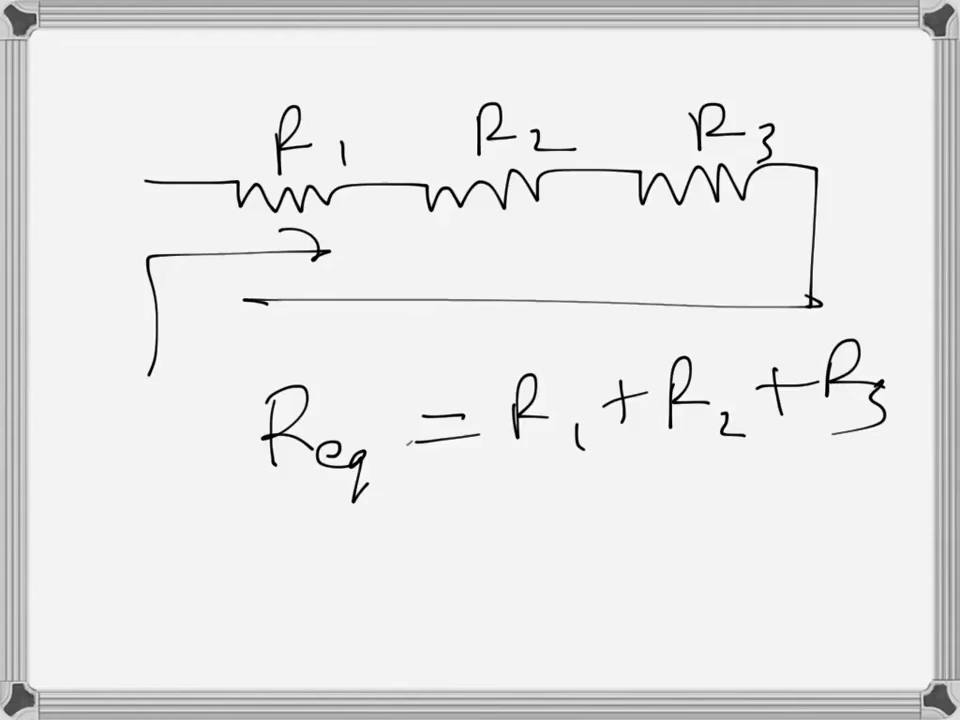 R1 R2 R3
Req = R1 + R2 + R3